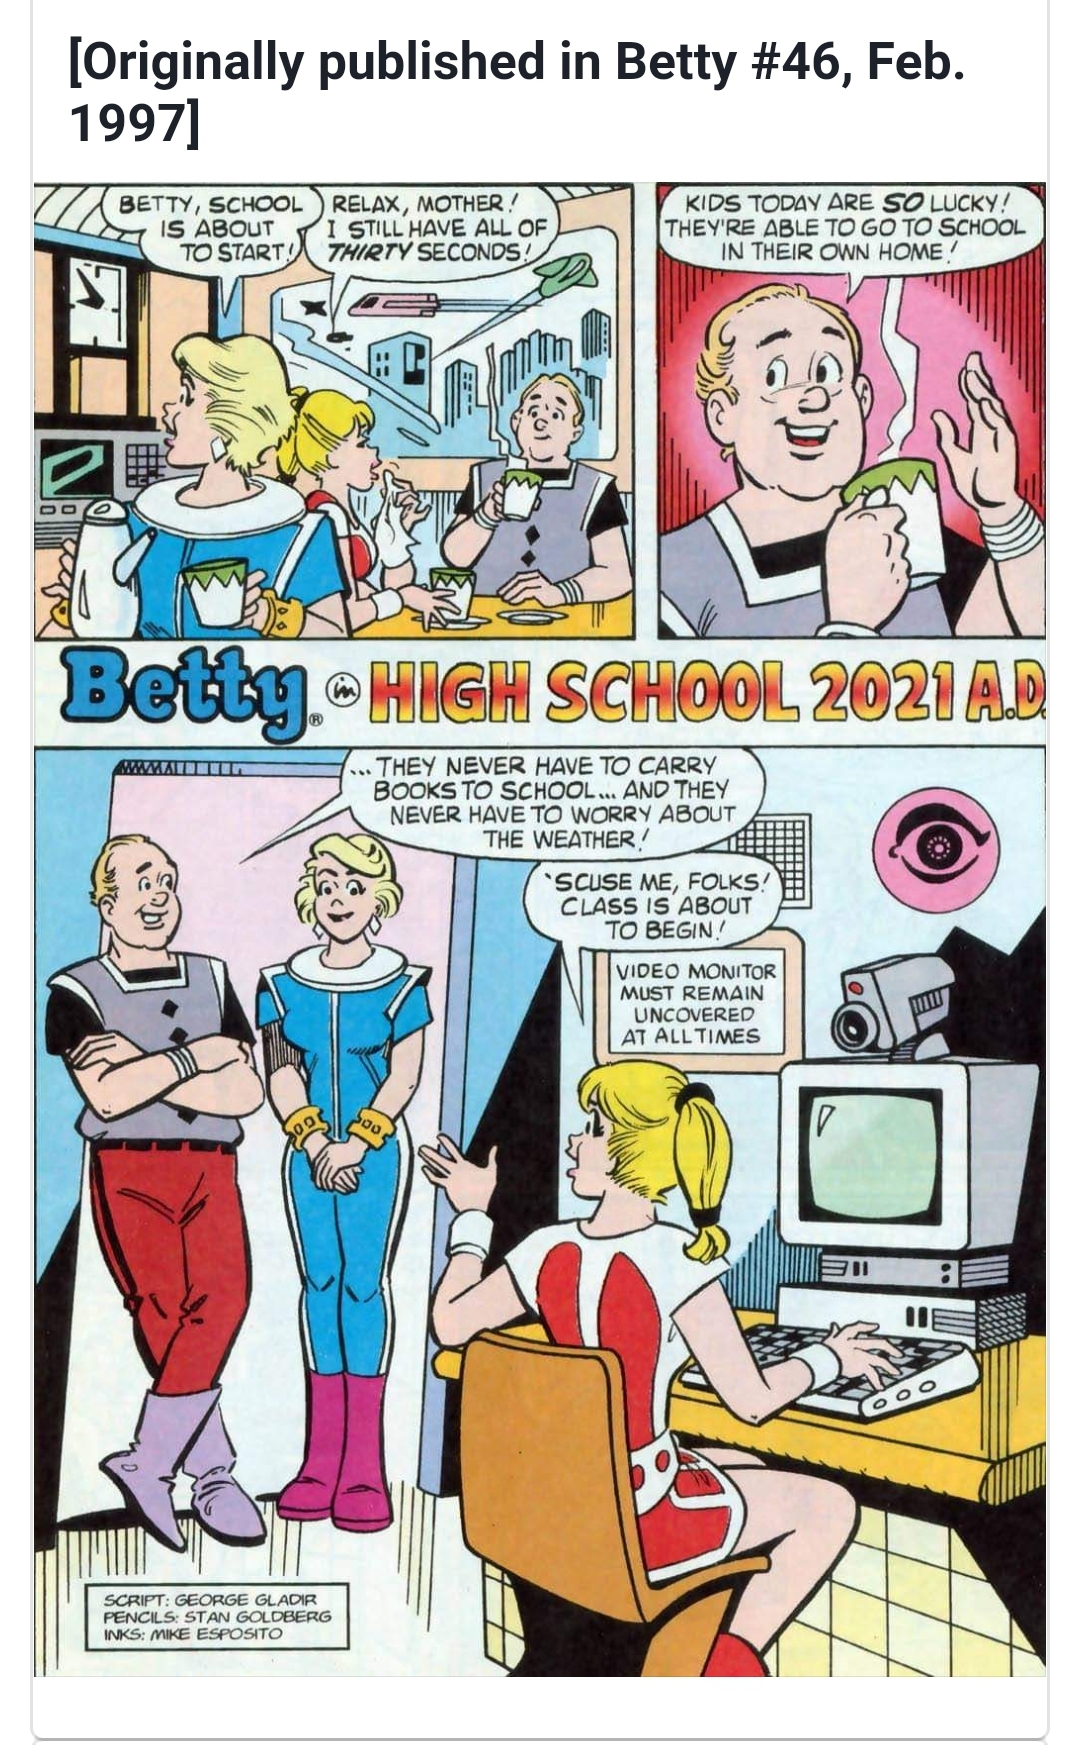 [Originally published in Betty #46, Feb.
1997]
BETTY, SCHOOL
IS ABOUT
TO START!
RELAX, MOTHER!
I STILL HAVE ALL OF
THIRTY SECONDS!
KIDS TODAY ARE SO LUCKY!
THEY'RE ABLE TO GO TO SCHOOL
IN THEIR OWN HOME!
Betty® in HIGH SCHOOL 2021 A.D.
...THEY NEVER HAVE TO CARRY
BOOKS TO SCHOOL... AND THEY
NEVER HAVE TO WORRY ABOUT
THE WEATHER!
'SCUSE ME, FOLKS!
CLASS IS ABOUT
TO BEGIN!
VIDEO MONITOR
MUST REMAIN
UNCOVERED
AT ALL TIMES
SCRIPT: GEORGE GLADIR
PENCILS: STAN GOLDBERG
INKS: MIKE ESPOSITO